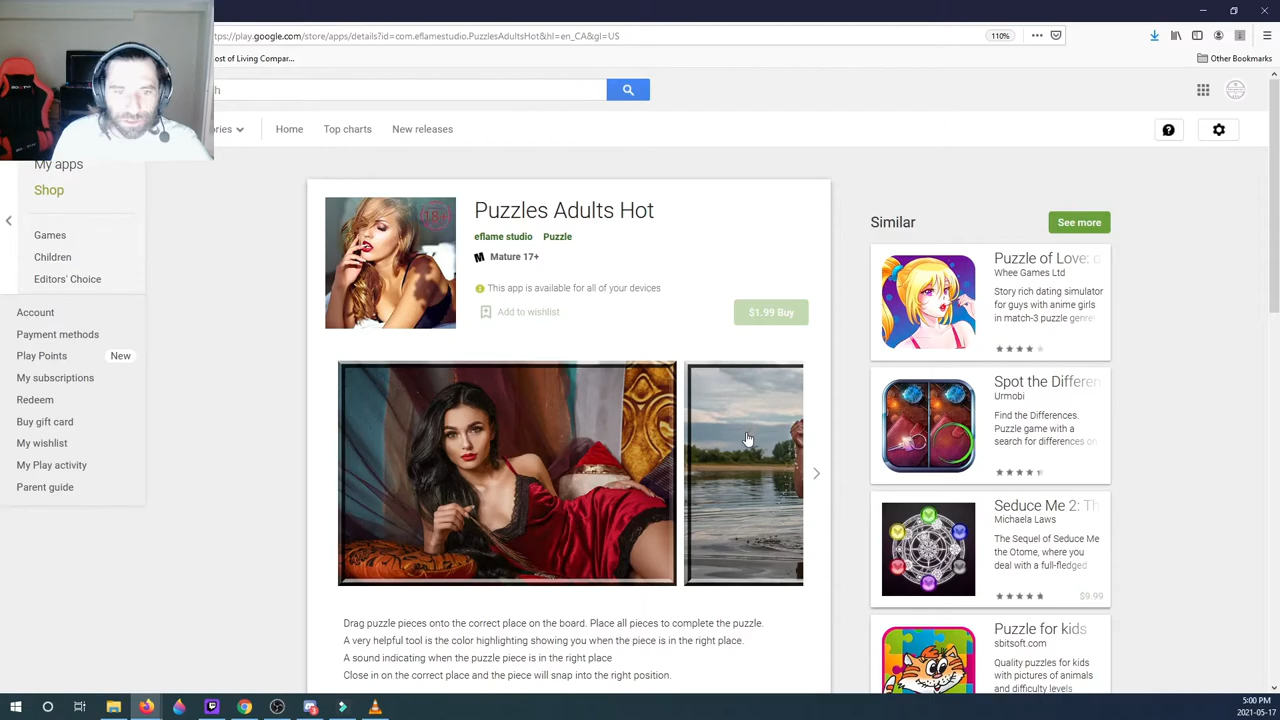 ttps://play.google.com/store/apps/details?id=com.eflamestudio.PuzzlesAdultsHot&hl=en_CA&gl=US
110%
ost of Living Compar...
Other Bookmarks
h
ories
Home
Top charts
New releases
My apps
Shop
Games
Children
Editors' Choice
Account
Payment methods
Play Points
New
My subscriptions
Redeem
Buy gift card
My wishlist
My Play activity
Parent guide
18+
Puzzles Adults Hot
eflame studio Puzzle
Mature 17+
This app is available for all of your devices
Add to wishlist
$1.99 Buy
Drag puzzle pieces onto the correct place on the board. Place all pieces to complete the puzzle.
A very helpful tool is the color highlighting showing you when the piece is in the right place.
A sound indicating when the puzzle piece is in the right place
Close in on the correct place and the piece will snap into the right position.
Similar
See more
Puzzle of Love: d
Whee Games Ltd
Story rich dating simulator
for guys with anime girls
in match-3 puzzle genre
Spot the Differen
Urmobi
Find the Differences.
Puzzle game with a
search for differences on
Seduce Me 2: Th
Michaela Laws
The Sequel of Seduce Me
the Otome, where you
deal with a full-fledged
$9.99
Puzzle for kids
sbitsoft.com
Quality puzzles for kids
with pictures of animals
and difficulty levels
5:00 PM
2021-05-17